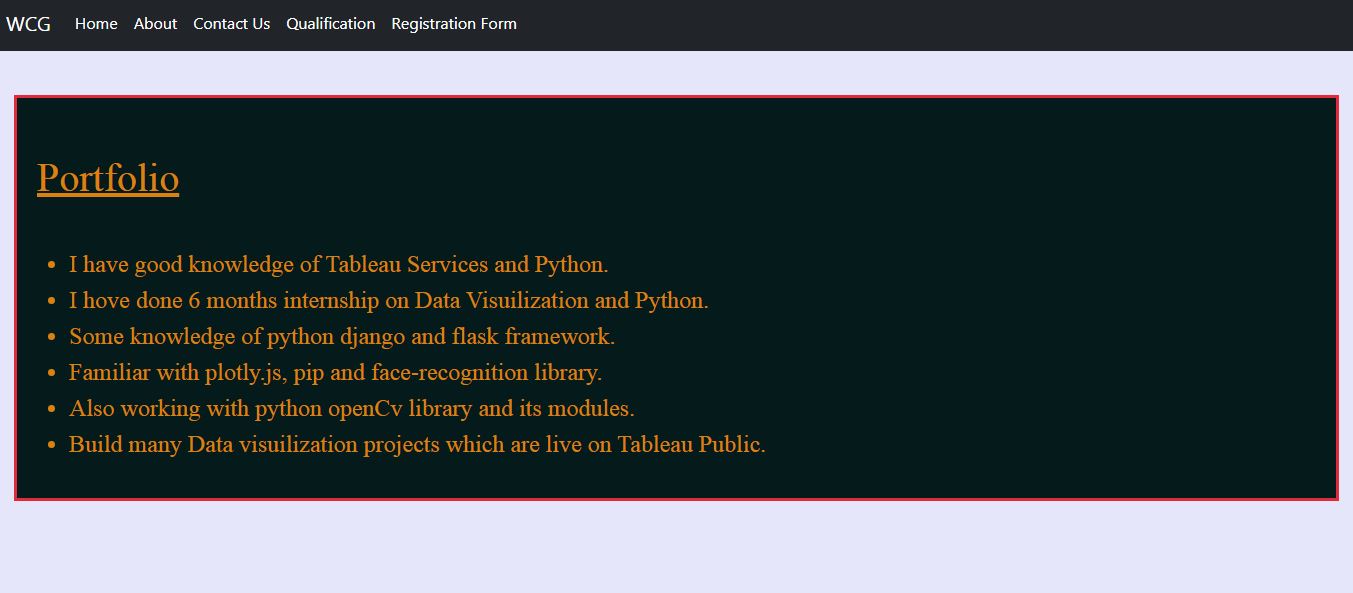 WCG Home About Contact Us Qualification Registration Form
Portfolio
I have good knowledge of Tableau Services and Python.
I hove done 6 months internship on Data Visuilization and Python.
Some knowledge of python django and flask framework.
Familiar with plotly.js, pip and face-recognition library.
Also working with python openCv library and its modules.
Build many Data visuilization projects which are live on Tableau Public.